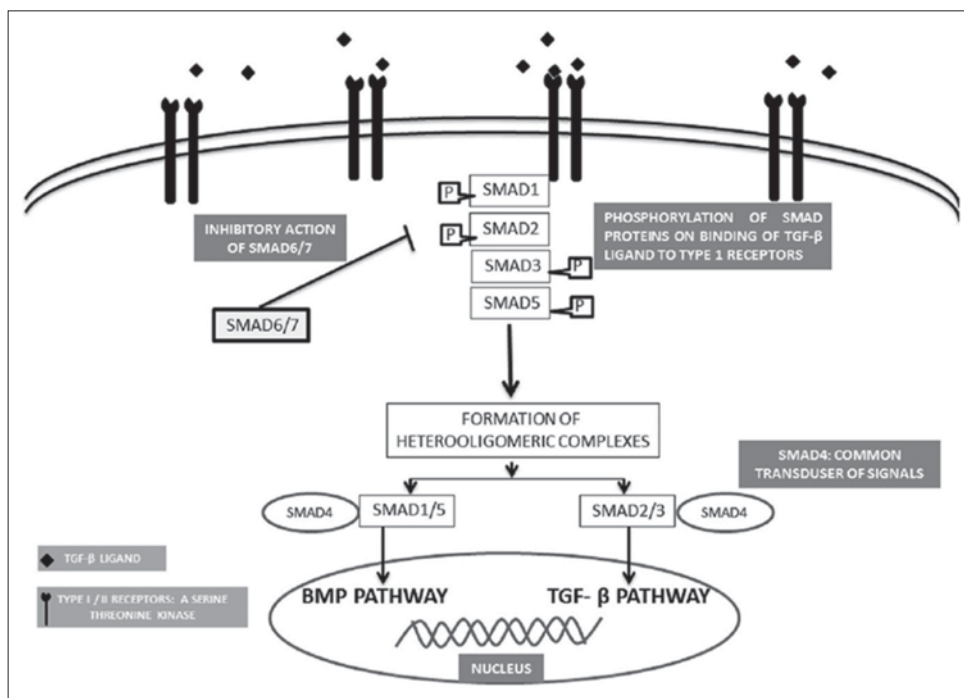 P
SMAD1
INHIBITORY ACTION
OF SMAD6/7
P
SMAD2
PHOSPHORYLATION OF SMAD
PROTEINS ON BINDING OF TGF-β
LIGAND TO TYPE 1 RECEPTORS
SMAD3
P
SMAD5
P
SMAD6/7
FORMATION OF
HETEROOLIGOMERIC COMPLEXES
SMAD4: COMMON
TRANSDUSER OF SIGNALS
SMAD4
SMAD1/5
SMAD2/3
SMAD4
TGF-β LIGAND
TYPE I /II RECEPTORS: A SERINE
THREONINE KINASE
BMP PATHWAY
TGF- β PATHWAY
NUCLEUS